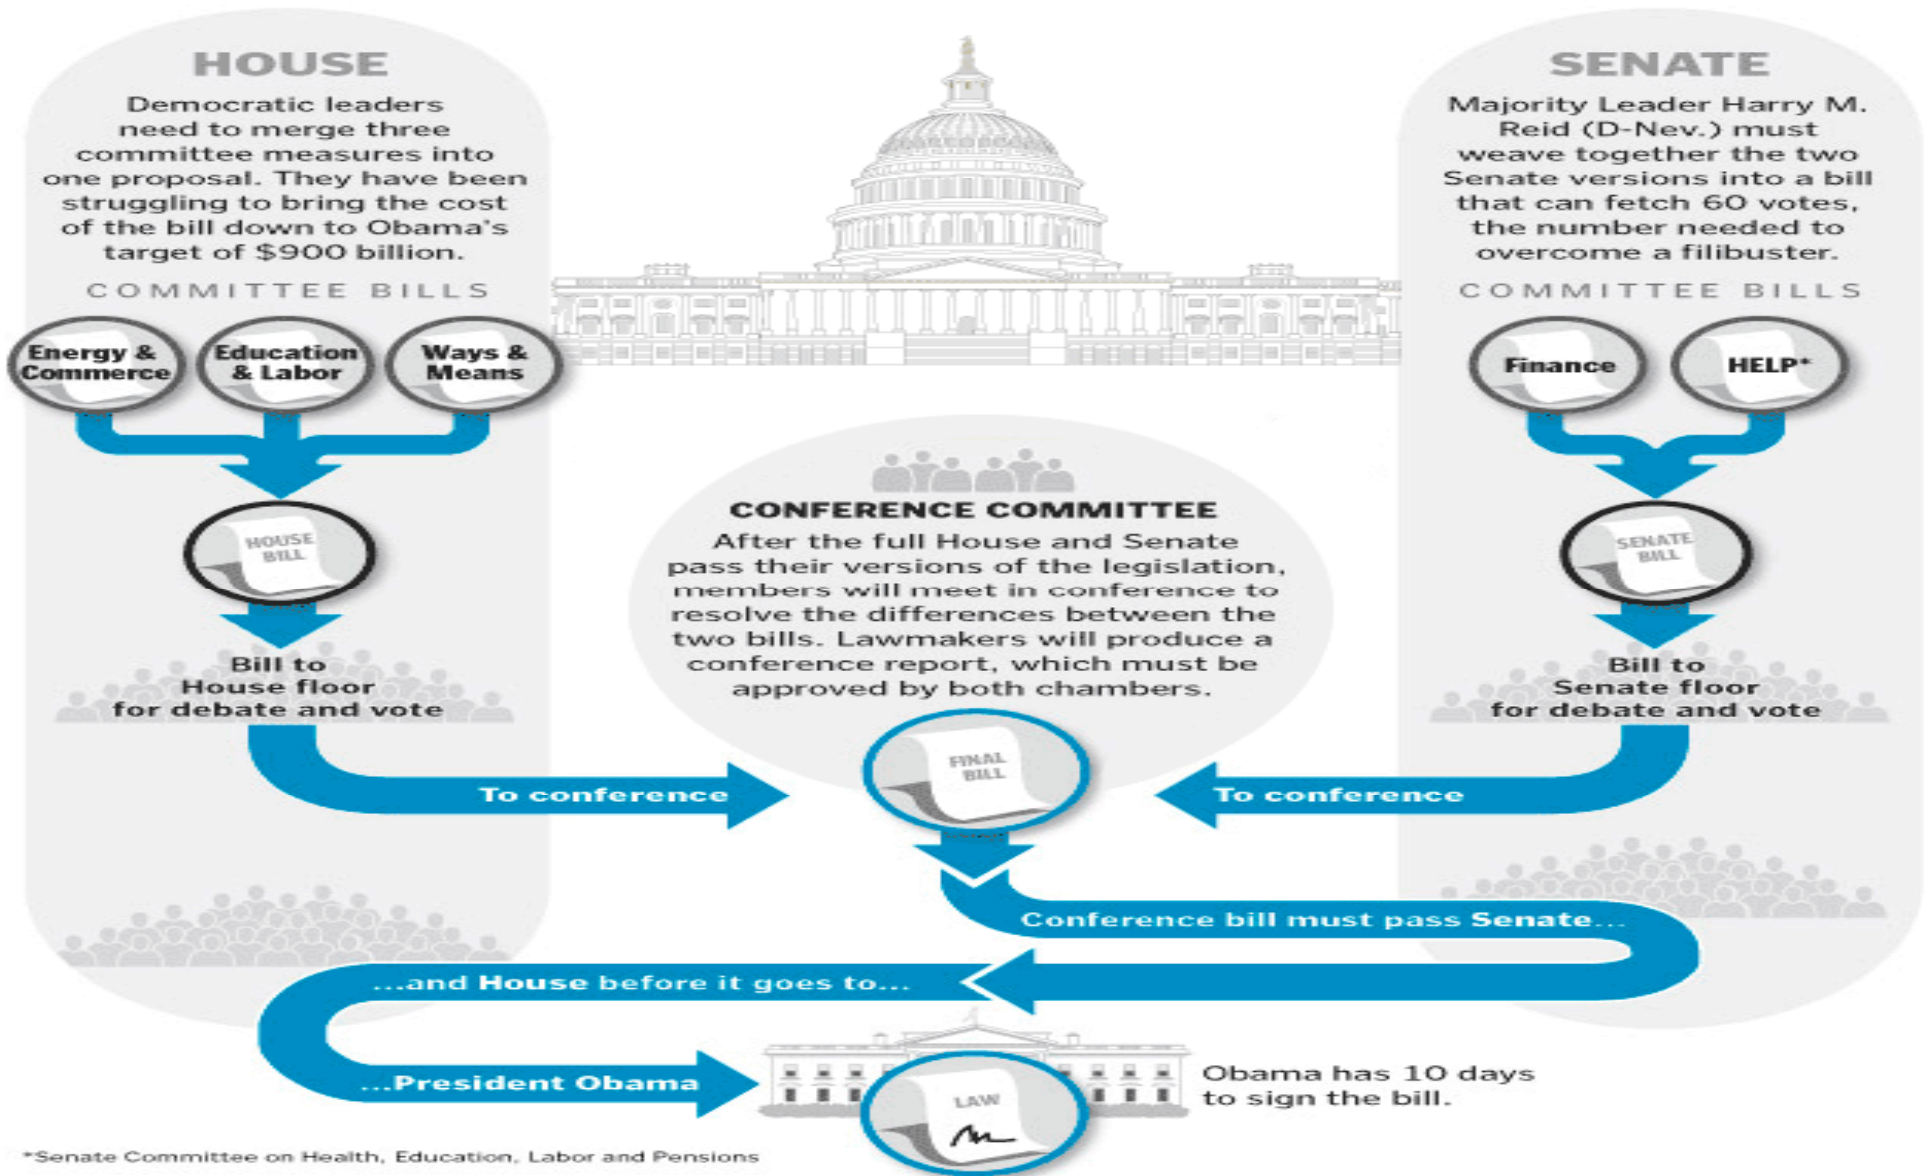 HOUSE
Democratic leaders
need to merge three
committee measures into
one proposal. They have been
struggling to bring the cost
of the bill down to Obama's
target of $900 billion.
COMMITTEE BILLS
Energy &
Commerce
Education
& Labor
Ways &
Means
HOUSE
BILL
Bill to
House floor
for debate and vote
To conference
SENATE
Majority Leader Harry M.
Reid (D-Nev.) must
weave together the two
Senate versions into a bill
that can fetch 60 votes,
the number needed to
overcome a filibuster.
COMMITTEE BILLS
Finance
HELP*
SENATE
BILL
Bill to
Senate floor
for debate and vote
To conference
CONFERENCE COMMITTEE
After the full House and Senate
pass their versions of the legislation,
members will meet in conference to
resolve the differences between the
two bills. Lawmakers will produce a
conference report, which must be
approved by both chambers.
FINAL
BILL
Conference bill must pass Senate...
...and House before it goes to...
...President Obama
LAW
Obama has 10 days
to sign the bill.
*Senate Committee on Health, Education, Labor and Pensions